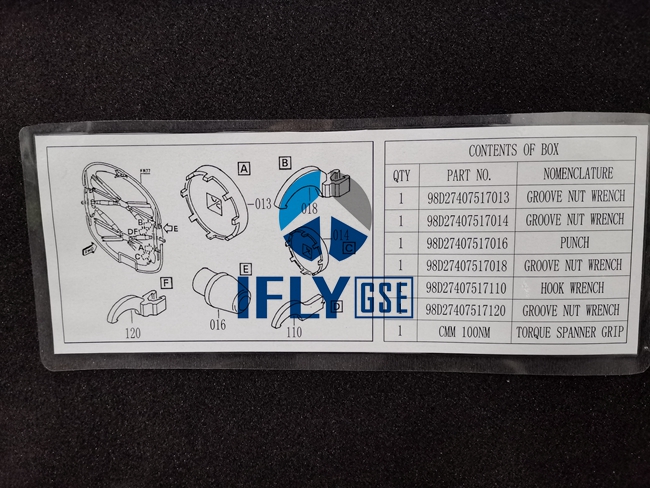 CONTENTS OF BOX
QTY PART NO. NOMENCLATURE
1 98D27407517013 GROOVE NUT WRENCH
1 98D27407517014 GROOVE NUT WRENCH
1 98D27407517016 PUNCH
1 98D27407517018 GROOVE NUT WRENCH
1 98D27407517110 HOOK WRENCH
1 98D27407517120 GROOVE NUT WRENCH
1 CMM 100NM TORQUE SPANNER GRIP
A
B
013
018
014
C
B
DF
E
A
C
F
E
D
120
016
110
IFLY GSE